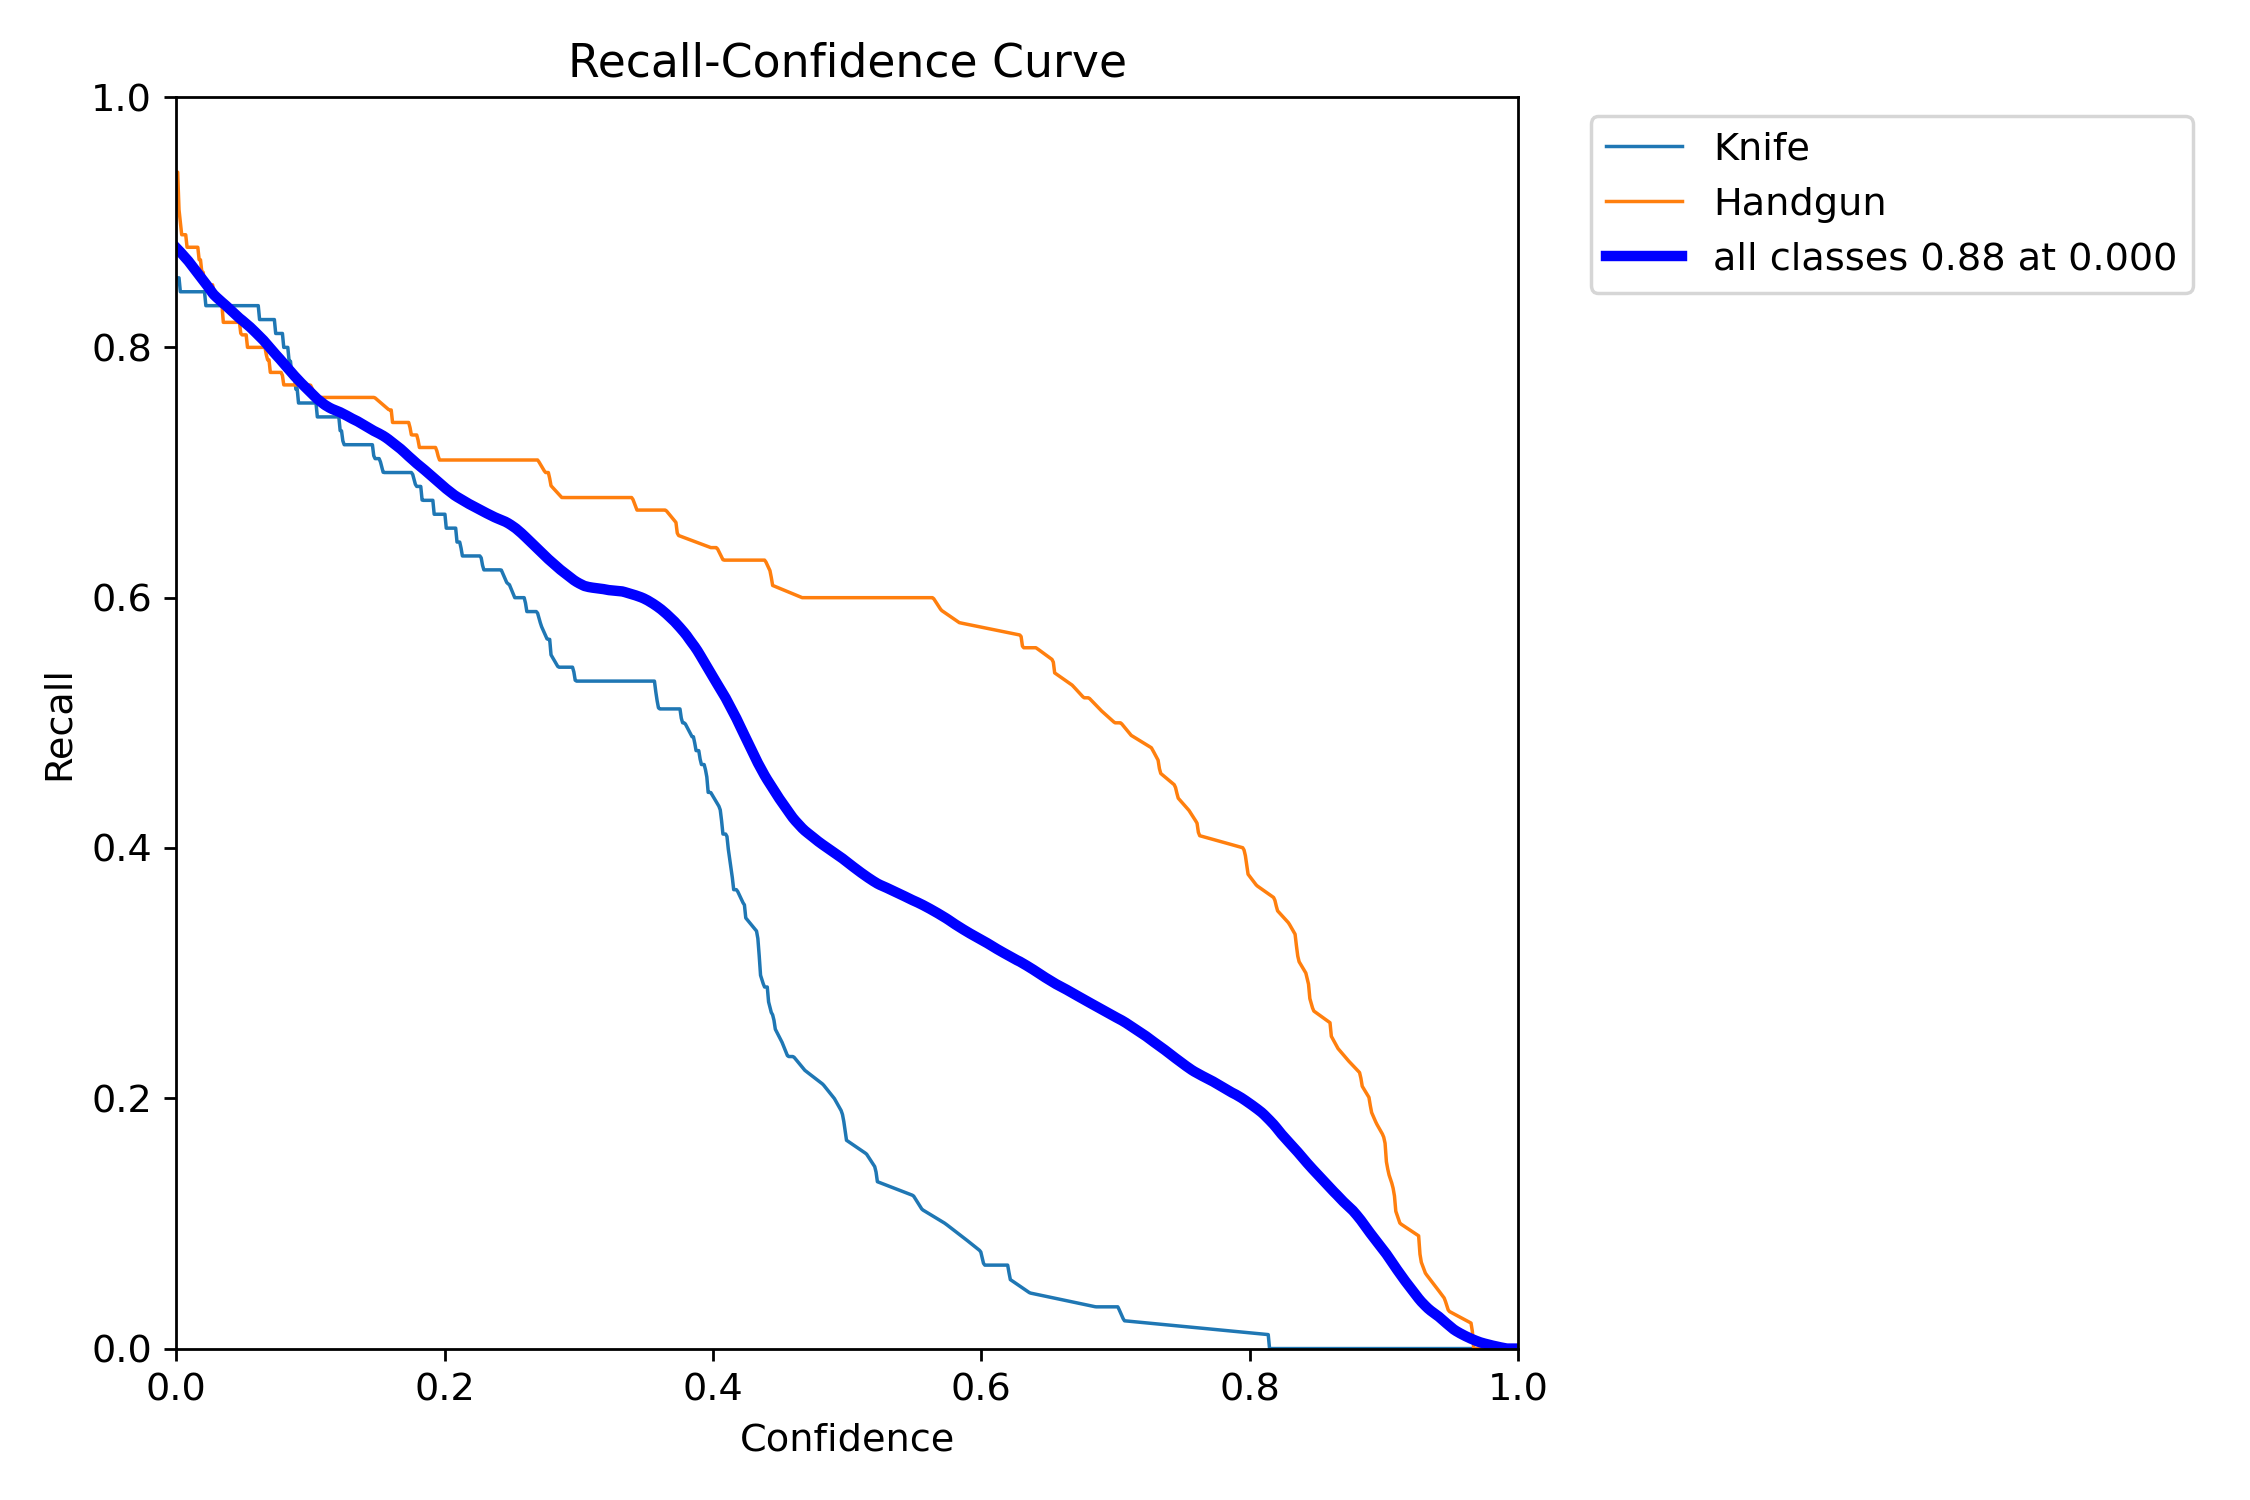 Recall-Confidence Curve
1.0
0.8
0.6
0.4
0.2
0.0
Recall
0.0 0.2 0.4 0.6 0.8 1.0
Confidence
Knife
Handgun
all classes 0.88 at 0.000